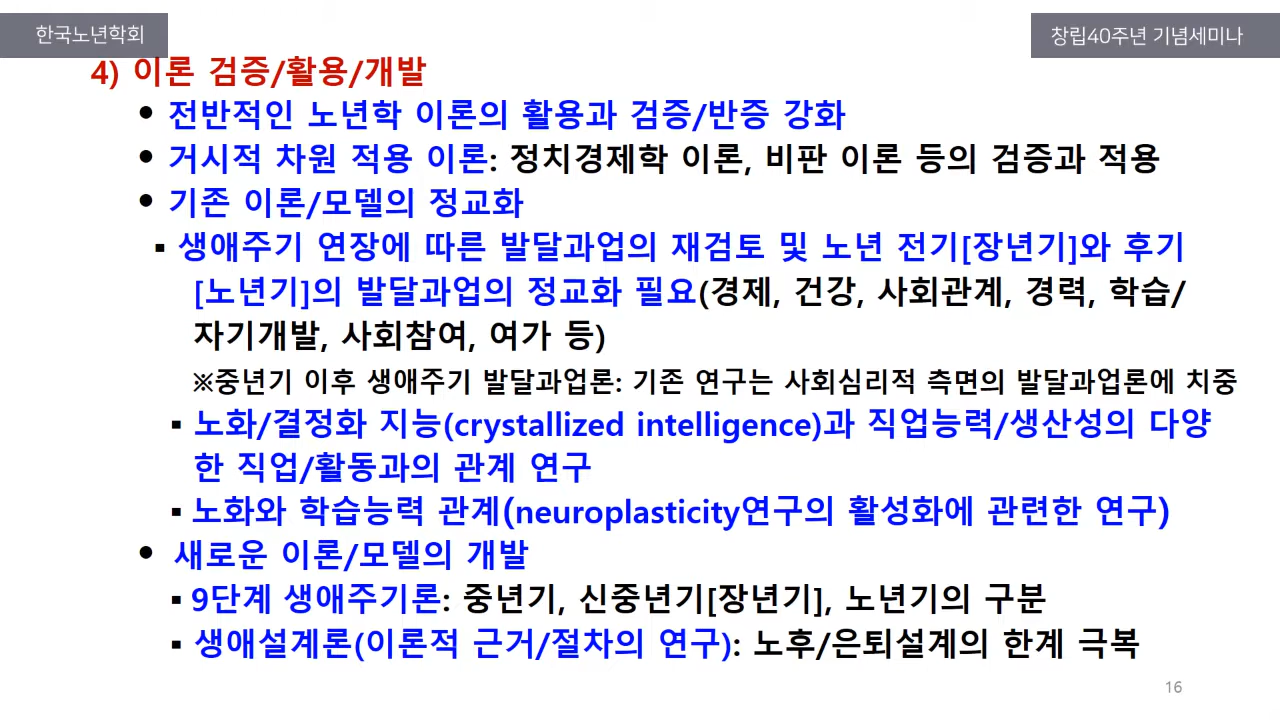 한국노년학회
창립40주년 기념세미나
4) 이론 검증/활용/개발
• 전반적인 노년학 이론의 활용과 검증/반증 강화
• 거시적 차원 적용 이론: 정치경제학 이론, 비판 이론 등의 검증과 적용
• 기존 이론/모델의 정교화
▪ 생애주기 연장에 따른 발달과업의 재검토 및 노년 전기[장년기]와 후기
[노년기]의 발달과업의 정교화 필요(경제, 건강, 사회관계, 경력, 학습/
자기개발, 사회참여, 여가 등)
※중년기 이후 생애주기 발달과업론: 기존 연구는 사회심리적 측면의 발달과업론에 치중
▪ 노화/결정화 지능(crystallized intelligence)과 직업능력/생산성의 다양
한 직업/활동과의 관계 연구
▪ 노화와 학습능력 관계(neuroplasticity연구의 활성화에 관련한 연구)
• 새로운 이론/모델의 개발
▪ 9단계 생애주기론: 중년기, 신중년기[장년기], 노년기의 구분
▪ 생애설계론(이론적 근거/절차의 연구): 노후/은퇴설계의 한계 극복
16